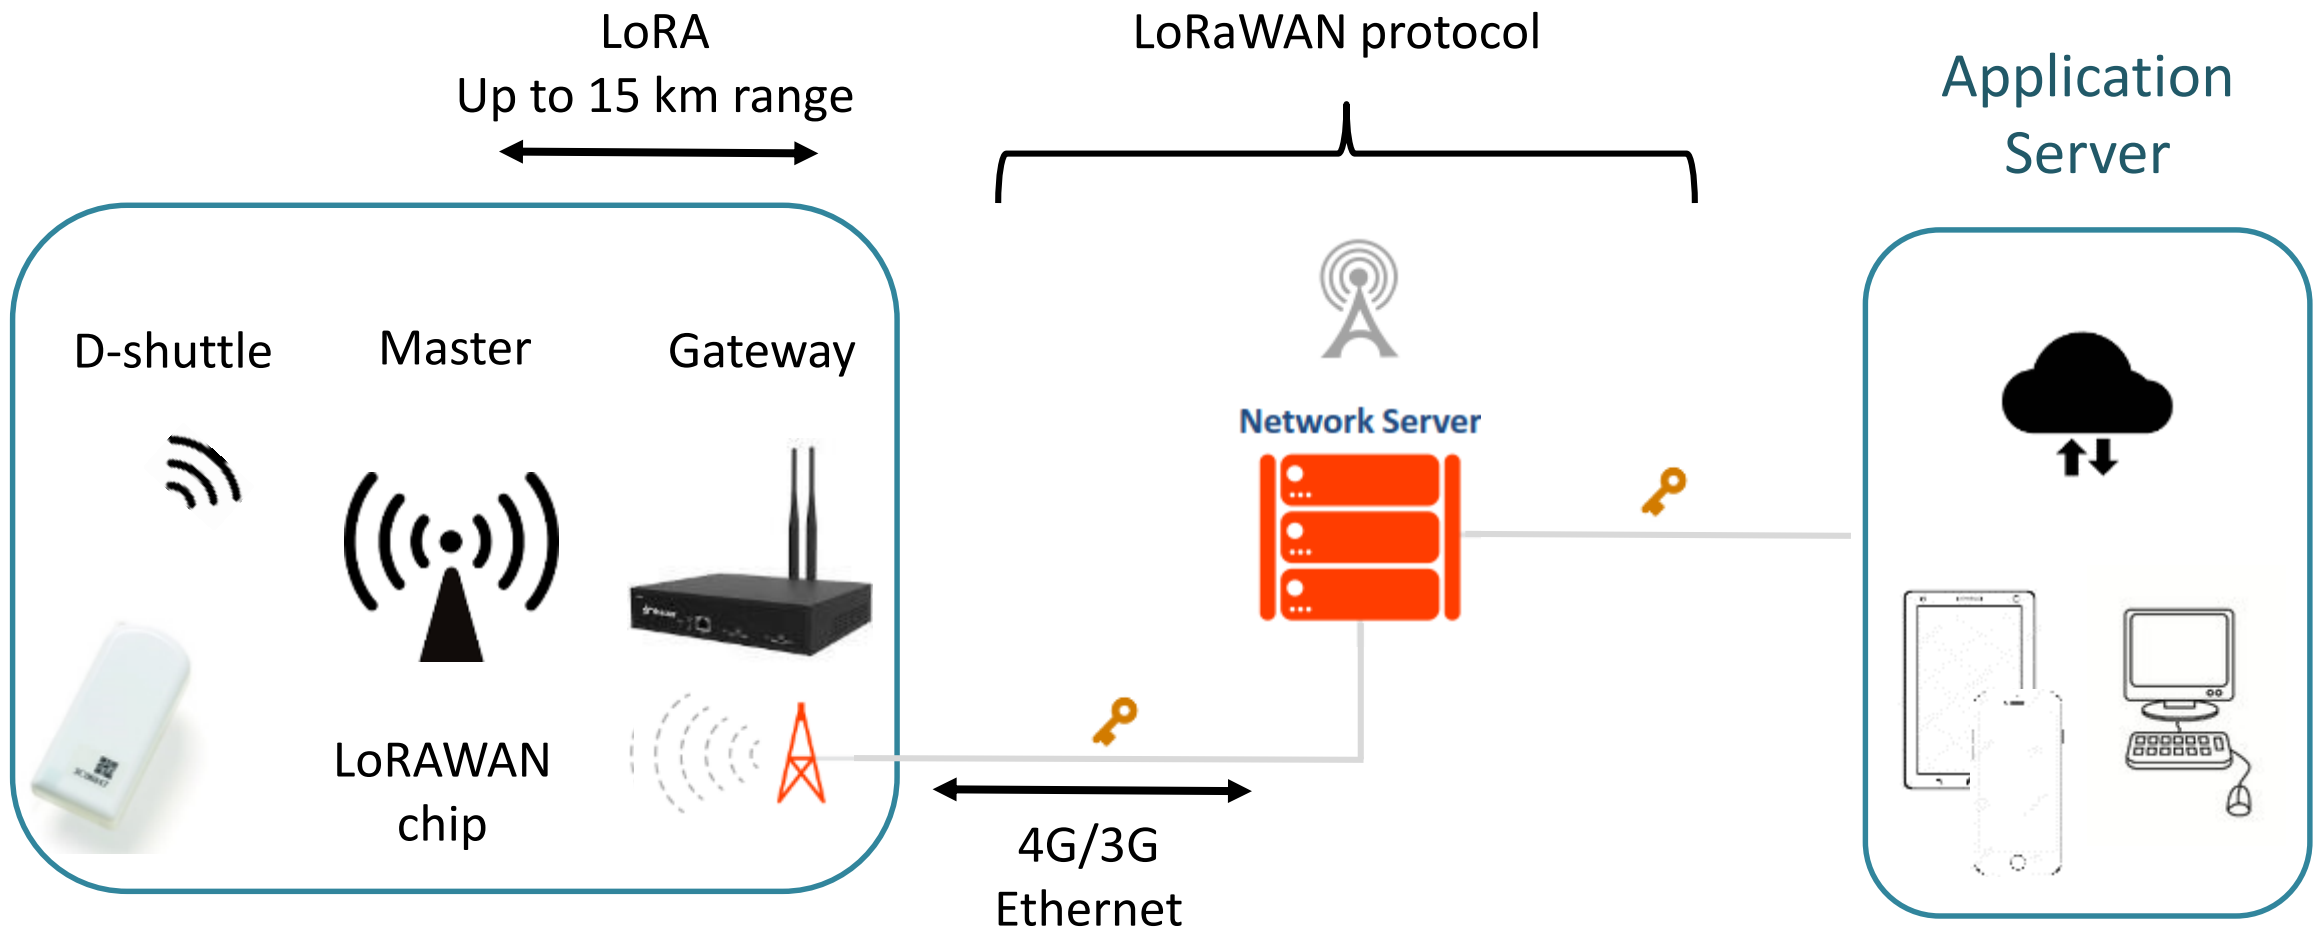 LoRA
Up to 15 km range
LoRaWAN protocol
Application
Server
D-shuttle
Master
Gateway
Network Server
LoRAWAN
chip
4G/3G
Ethernet